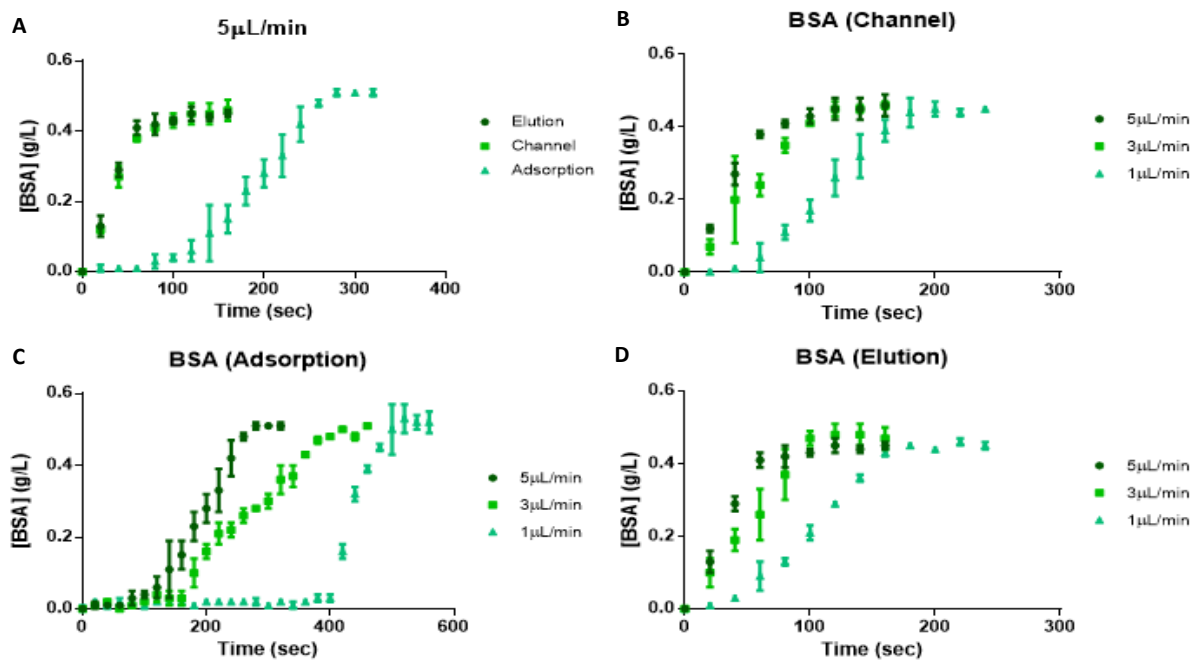 A
5μL/min
[BSA] (g/L)
0.6
0.4
0.2
0.0
0
100
200
300
400
Time (sec)
Elution
Channel
Adsorption
B
BSA (Channel)
[BSA] (g/L)
0.6
0.4
0.2
0.0
0
100
200
300
Time (sec)
5μL/min
3μL/min
1μL/min
C
BSA (Adsorption)
[BSA] (g/L)
0.6
0.4
0.2
0.0
0
200
400
600
Time (sec)
5μL/min
3μL/min
1μL/min
D
BSA (Elution)
[BSA] (g/L)
0.6
0.4
0.2
0.0
0
100
200
300
Time (sec)
5μL/min
3μL/min
1μL/min